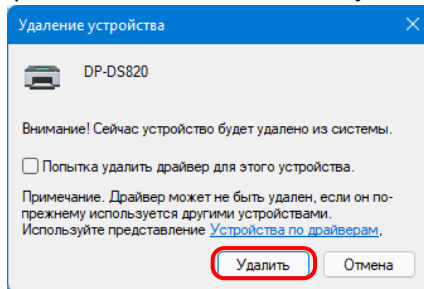 Удаление устройства
DP-DS820
Внимание! Сейчас устройство будет удалено из системы.
Попытка удалить драйвер для этого устройства.
Примечание. Драйвер может не быть удален, если он по-
прежнему используется другими устройствами.
Используйте представление Устройства по драйверам.
Удалить Отмена